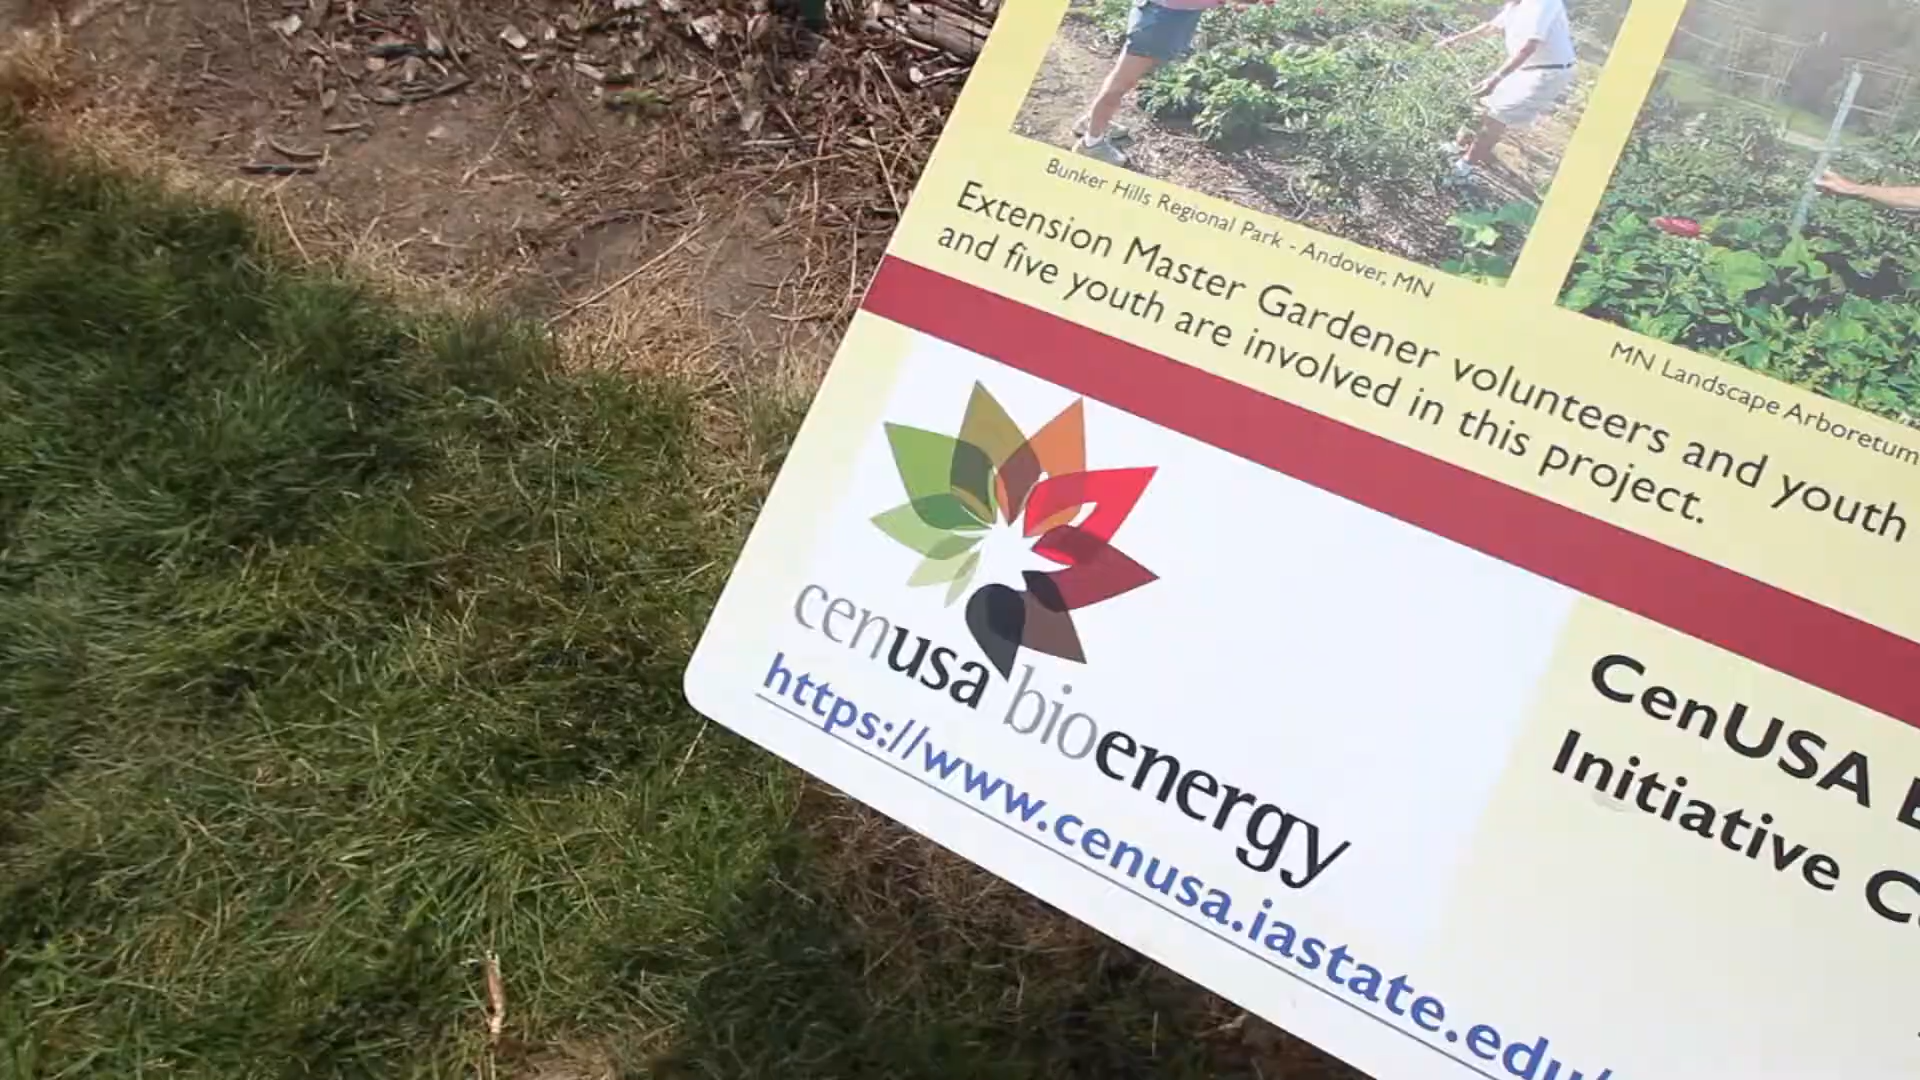 Bunker Hills Regional Park - Andover, MN
MN Landscape Arboretum
Extension Master Gardener volunteers and youth
and five youth are involved in this project.
cenusa bioenergy
https://www.cenusa.iastate.edu/
CenUSA
Initiative